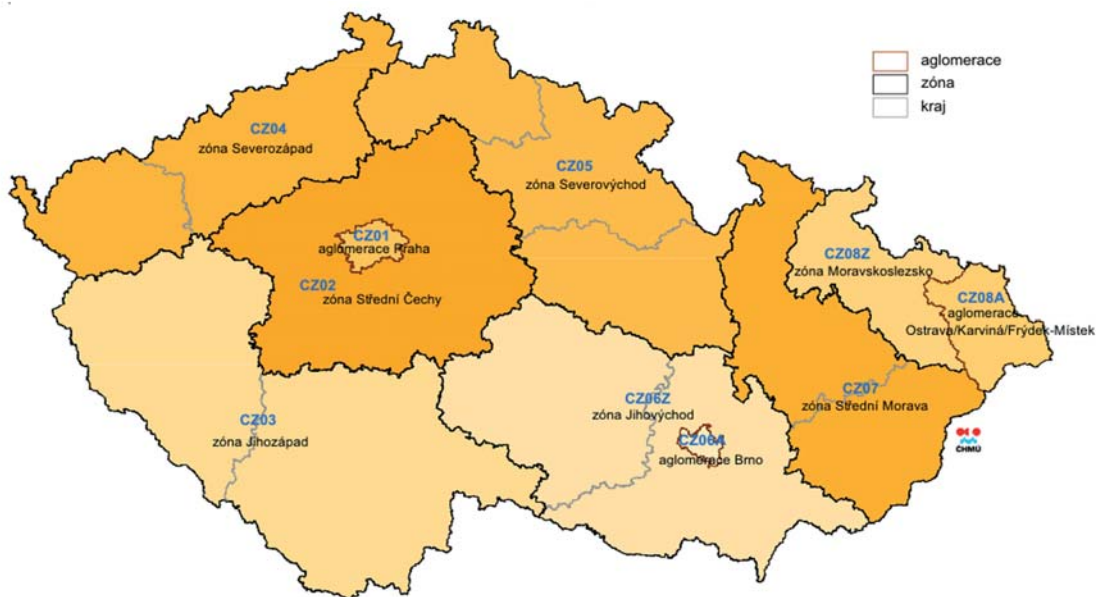 aglomerace
zóna
kraj
CZ04
zóna Severozápad
CZ05
zóna Severovýchod
CZ01
aglomerace Praha
CZ02
zóna Střední Čechy
CZ08Z
zóna Moravskoslezsko
CZ08A
aglomerace
Ostrava/Karviná/Frýdek-Místek
CZ03
zóna Jihozápad
CZ06Z
zóna Jihovýchod
CZ06A
aglomerace Brno
CZ07
zóna Střední Morava
ČHMÚ